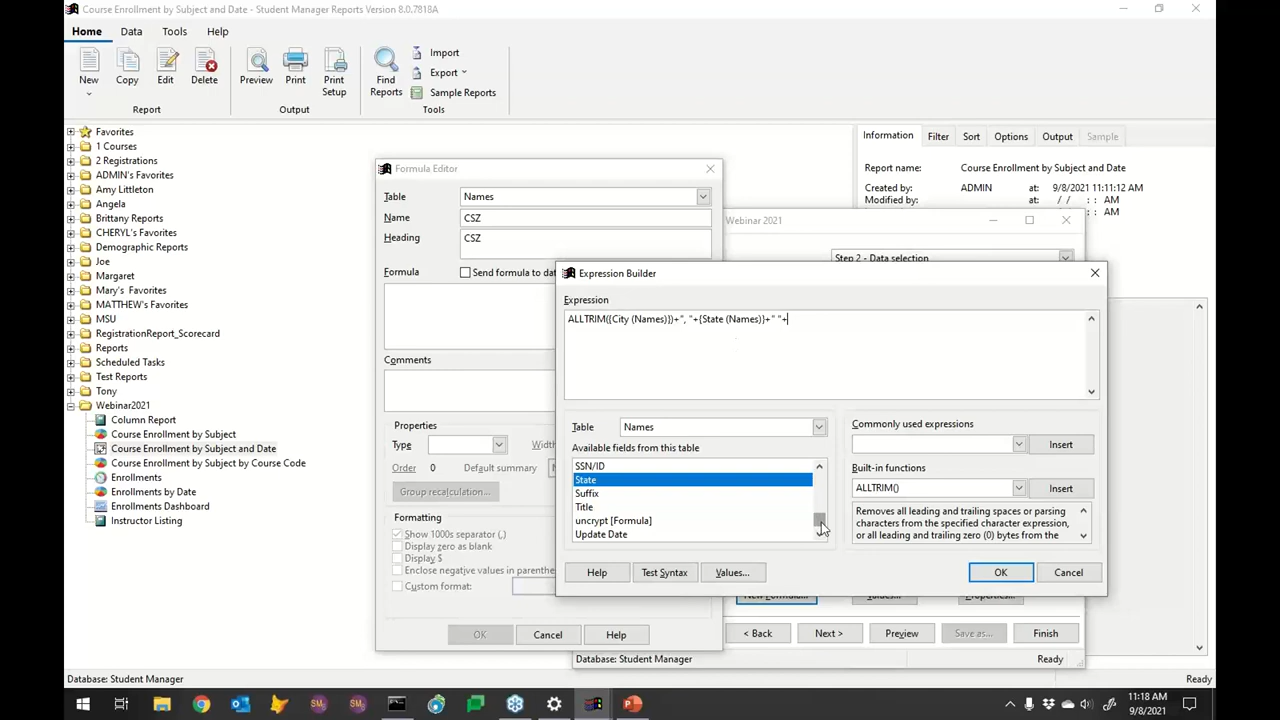 Course Enrollment by Subject and Date - Student Manager Reports Version 8.0.7818A
Home Data Tools Help
New Copy Edit Delete
Report
Preview Print Print Setup
Output
Find Reports
Import
Export
Sample Reports
Tools
Favorites
1 Courses
2 Registrations
ADMIN's Favorites
Amy Littleton
Angela
Brittany Reports
CHERYL's Favorites
Demographic Reports
Joe
Margaret
Mary's Favorites
MATTHEW's Favorites
MSU
RegistrationReport_Scorecard
Reports
Scheduled Tasks
Test Reports
Tony
Webinar2021
Column Report
Course Enrollment by Subject
Course Enrollment by Subject and Date
Course Enrollment by Subject by Course Code
Enrollments
Enrollments by Date
Enrollments Dashboard
Instructor Listing
Information Filter Sort Options Output Sample
Report name: Course Enrollment by Subject and Date
Created by: ADMIN at: 9/8/2021 11:11:12 AM
Modified by: at: / / : : AM
: : AM
Webinar 2021
Step 2 - Data selection
Formula Editor
Table Names
Name CSZ
Heading CSZ
Formula Send formula to dat
Comments
Properties
Type Width
Order 0 Default summary
Group recalculation...
Formatting
Show 1000s separator (,)
Display zero as blank
Display $
Enclose negative values in parenthe
Custom format:
OK Cancel Help
Expression Builder
Expression
ALLTRIM({City (Names)})+", "+{State (Names)}+" "+
Table Names
Available fields from this table
SSN/ID
State
Suffix
Title
uncrypt [Formula]
Update Date
Commonly used expressions
Insert
Built-in functions
ALLTRIM() Insert
Removes all leading and trailing spaces or parsing
characters from the specified character expression,
or all leading and trailing zero (0) bytes from the
Help Test Syntax Values... OK Cancel
New Formula... Values... Properties...
< Back Next > Preview Save as... Finish
Database: Student Manager Ready
Database: Student Manager Ready
11:18 AM
9/8/2021